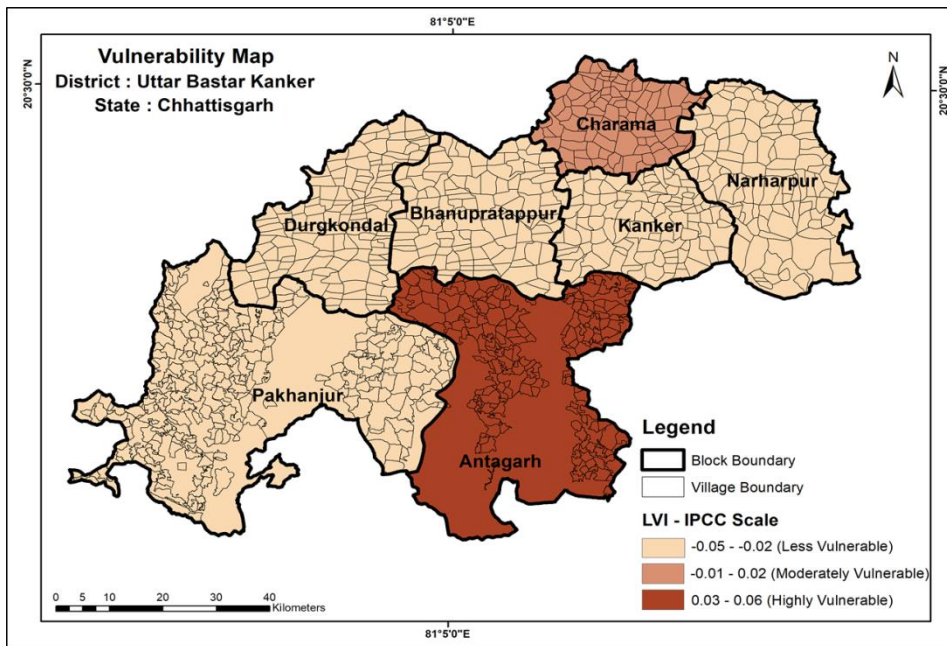 81°5'0"E
Vulnerability Map
District : Uttar Bastar Kanker
State : Chhattisgarh
N
20°30'0"N
20°30'0"N
Charama
Narharpur
Bhanupratappur
Durgkondal
Kanker
Pakhanjur
Antagarh
Legend
Block Boundary
Village Boundary
LVI - IPCC Scale
-0.05 - -0.02 (Less Vulnerable)
-0.01 - 0.02 (Moderately Vulnerable)
0.03 - 0.06 (Highly Vulnerable)
0 5 10 20 30 40
Kilometers
81°5'0"E